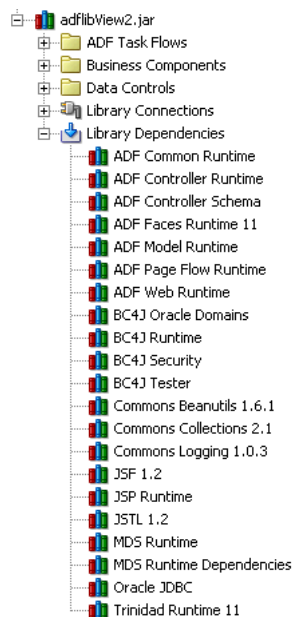 adflibView2.jar
ADF Task Flows
Business Components
Data Controls
Library Connections
Library Dependencies
ADF Common Runtime
ADF Controller Runtime
ADF Controller Schema
ADF Faces Runtime 11
ADF Model Runtime
ADF Page Flow Runtime
ADF Web Runtime
BC4J Oracle Domains
BC4J Runtime
BC4J Security
BC4J Tester
Commons Beanutils 1.6.1
Commons Collections 2.1
Commons Logging 1.0.3
JSF 1.2
JSP Runtime
JSTL 1.2
MDS Runtime
MDS Runtime Dependencies
Oracle JDBC
Trinidad Runtime 11